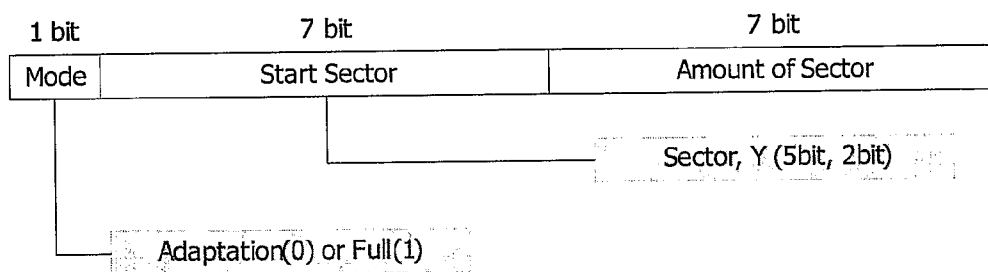 1 bit 7 bit 7 bit
Mode Start Sector Amount of Sector
Sector, Y (5bit, 2bit)
Adaptation(0) or Full(1)